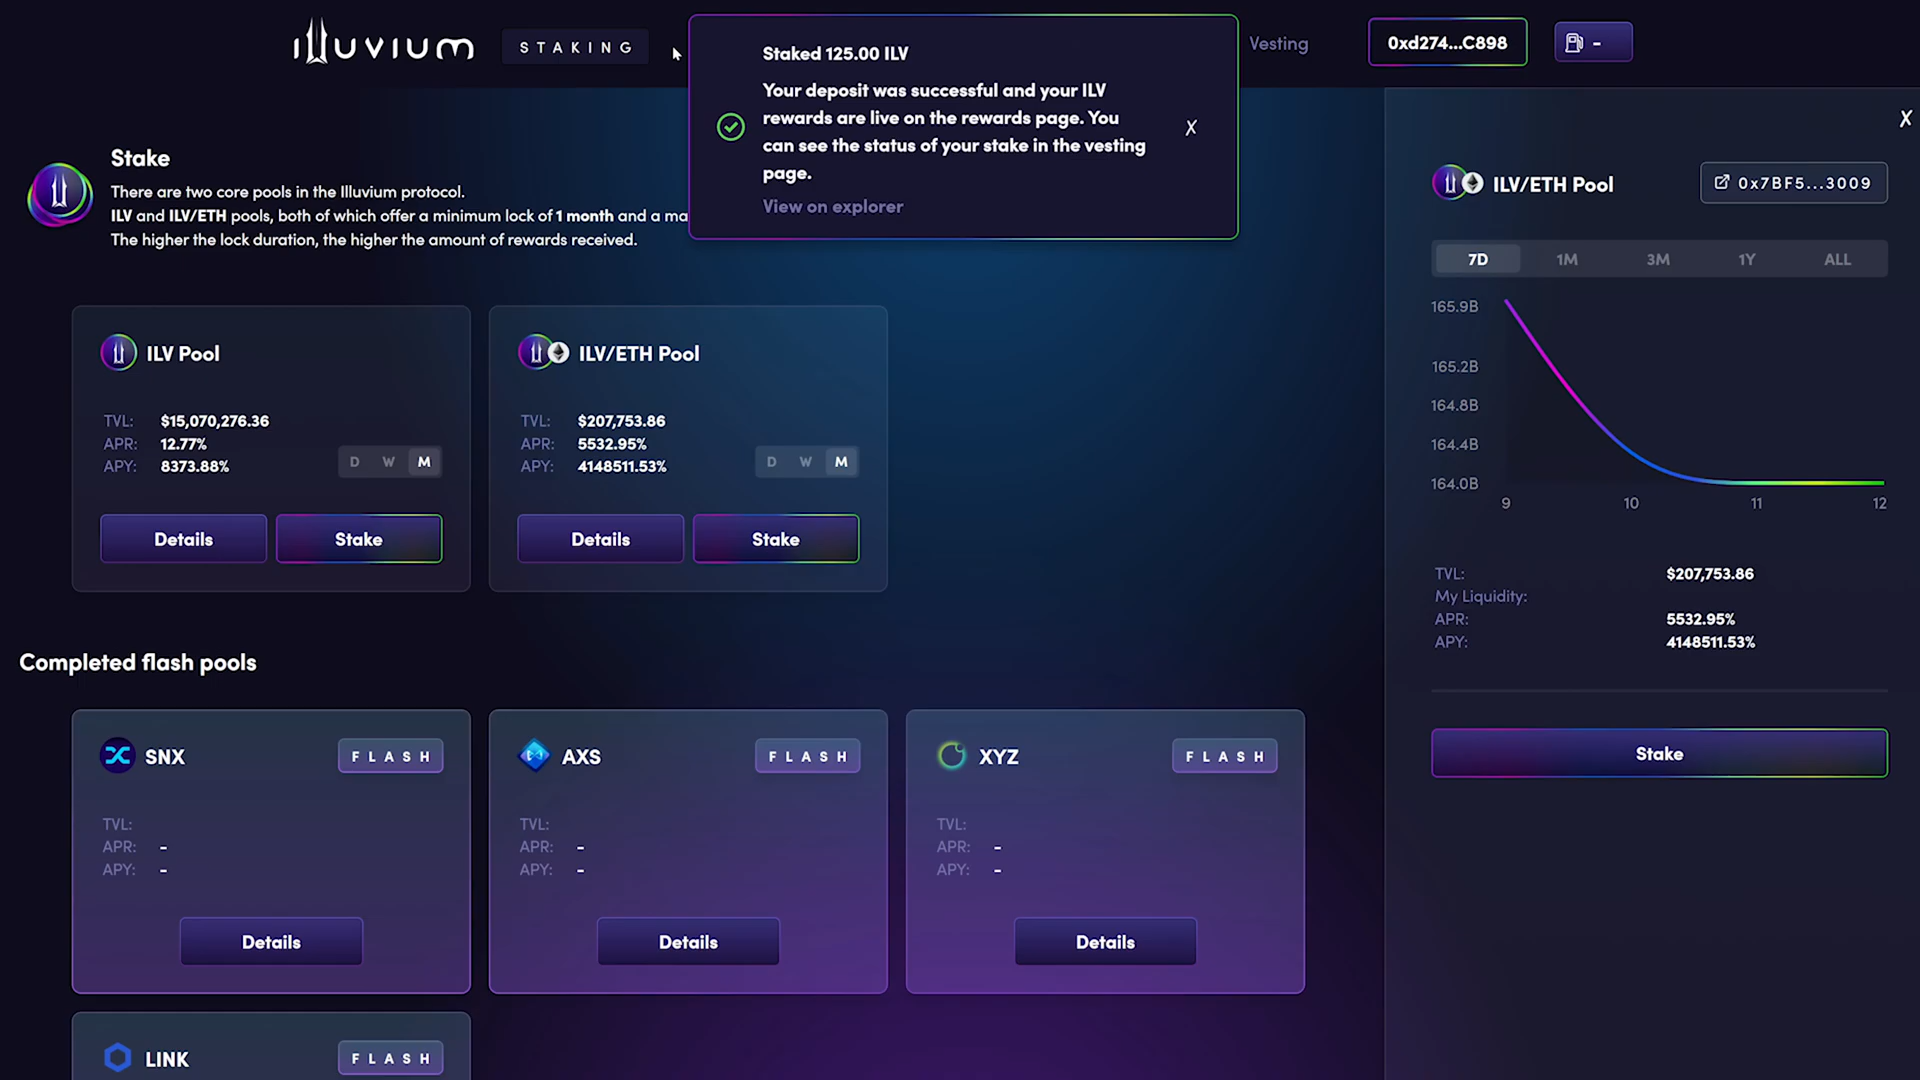 illuvium
STAKING
Vesting
0xd274...C898
-
Staked 125.00 ILV
Your deposit was successful and your ILV
rewards are live on the rewards page. You
can see the status of your stake in the vesting
page.
View on explorer
X
X
Stake
There are two core pools in the Illuvium protocol.
ILV and ILV/ETH pools, both of which offer a minimum lock of 1 month and a ma
The higher the lock duration, the higher the amount of rewards received.
ILV Pool
TVL: $15,070,276.36
APR: 12.77%
APY: 8373.88%
D W M
Details
Stake
ILV/ETH Pool
TVL: $207,753.86
APR: 5532.95%
APY: 4148511.53%
D W M
Details
Stake
Completed flash pools
SNX
FLASH
TVL:
APR: -
APY: -
Details
AXS
FLASH
TVL:
APR: -
APY: -
Details
XYZ
FLASH
TVL:
APR: -
APY: -
Details
LINK
FLASH
ILV/ETH Pool
0x7BF5...3009
7D 1M 3M 1Y ALL
165.9B
165.2B
164.8B
164.4B
164.0B
9 10 11 12
TVL: $207,753.86
My Liquidity:
APR: 5532.95%
APY: 4148511.53%
Stake